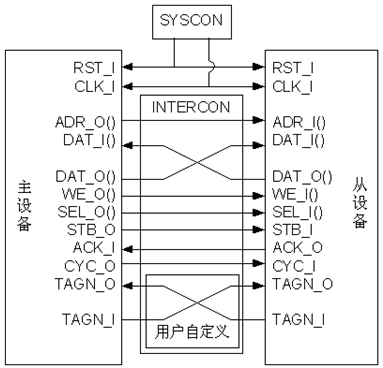 SYSCON
RST_I RST_I
CLK_I CLK_I
INTERCON
ADR_O() ADR_I()
DAT_I() DAT_I()
DAT_O() DAT_O()
WE_O() WE_I()
SEL_O() SEL_I()
STB_O STB_I
ACK_I ACK_O
CYC_O CYC_I
TAGN_O TAGN_O
TAGN_I TAGN_I
主设备
从设备
用户自定义